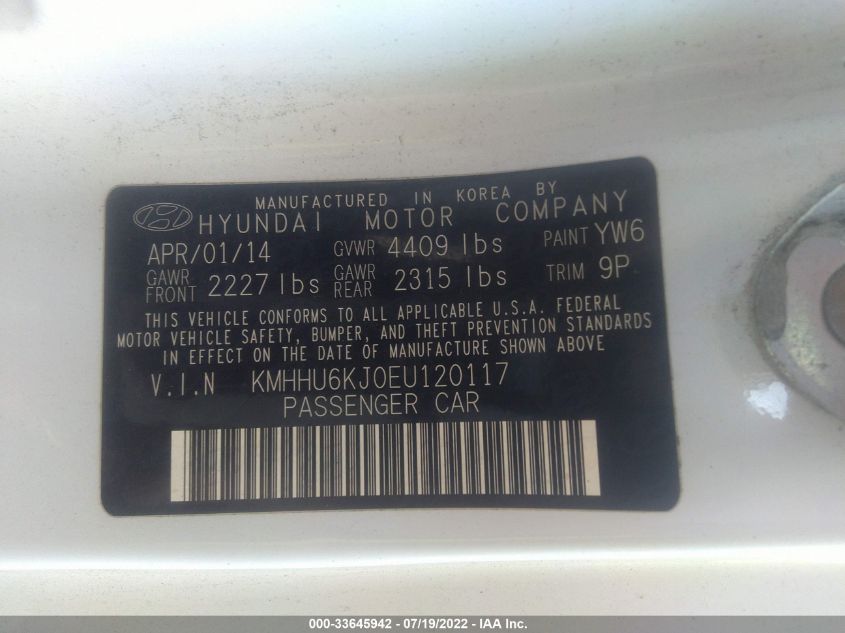 MANUFACTURED IN KOREA BY
HYUNDAI MOTOR COMPANY
APR/01/14 GVWR 4409 lbs PAINT YW6
GAWR FRONT 2227 lbs GAWR REAR 2315 lbs TRIM 9P
THIS VEHICLE CONFORMS TO ALL APPLICABLE U.S.A. FEDERAL
MOTOR VEHICLE SAFETY, BUMPER, AND THEFT PREVENTION STANDARDS
IN EFFECT ON THE DATE OF MANUFACTURE SHOWN ABOVE
V.I.N KMHHU6KJ0EU120117
PASSENGER CAR
000-33645942 - 07/19/2022 - IAA Inc.